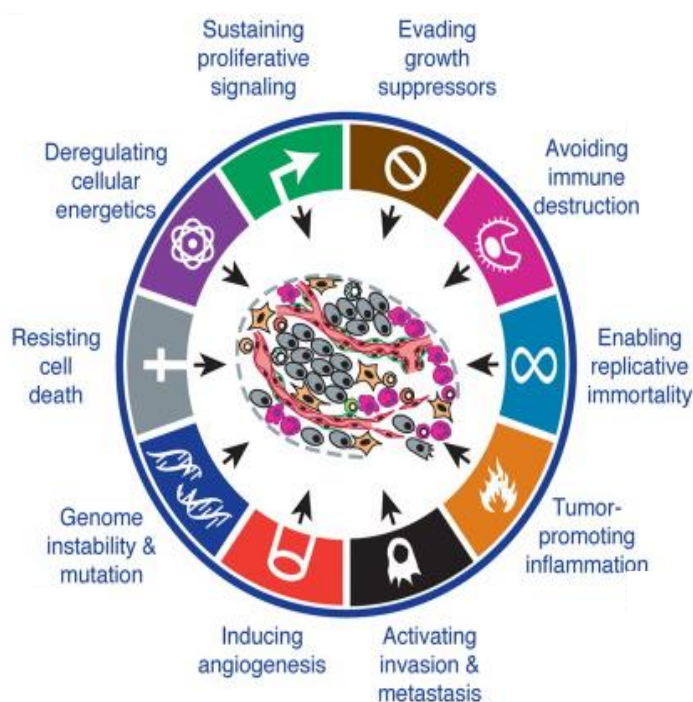 Sustaining
proliferative
signaling
Evading
growth
suppressors
Avoiding
immune
destruction
Enabling
replicative
immortality
Tumor-
promoting
inflammation
Activating
invasion &
metastasis
Inducing
angiogenesis
Genome
instability &
mutation
Resisting
cell
death
Deregulating
cellular
energetics